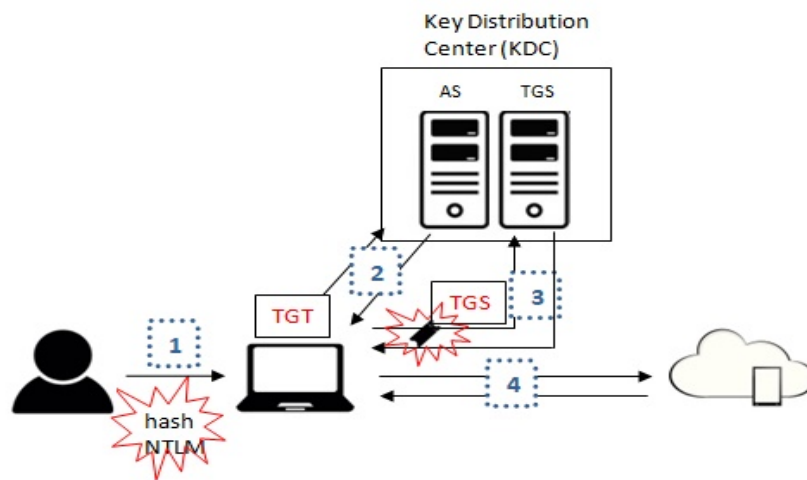 Key Distribution
Center (KDC)
AS TGS
2
TGT
TGS
3
1
4
hash
NTLM